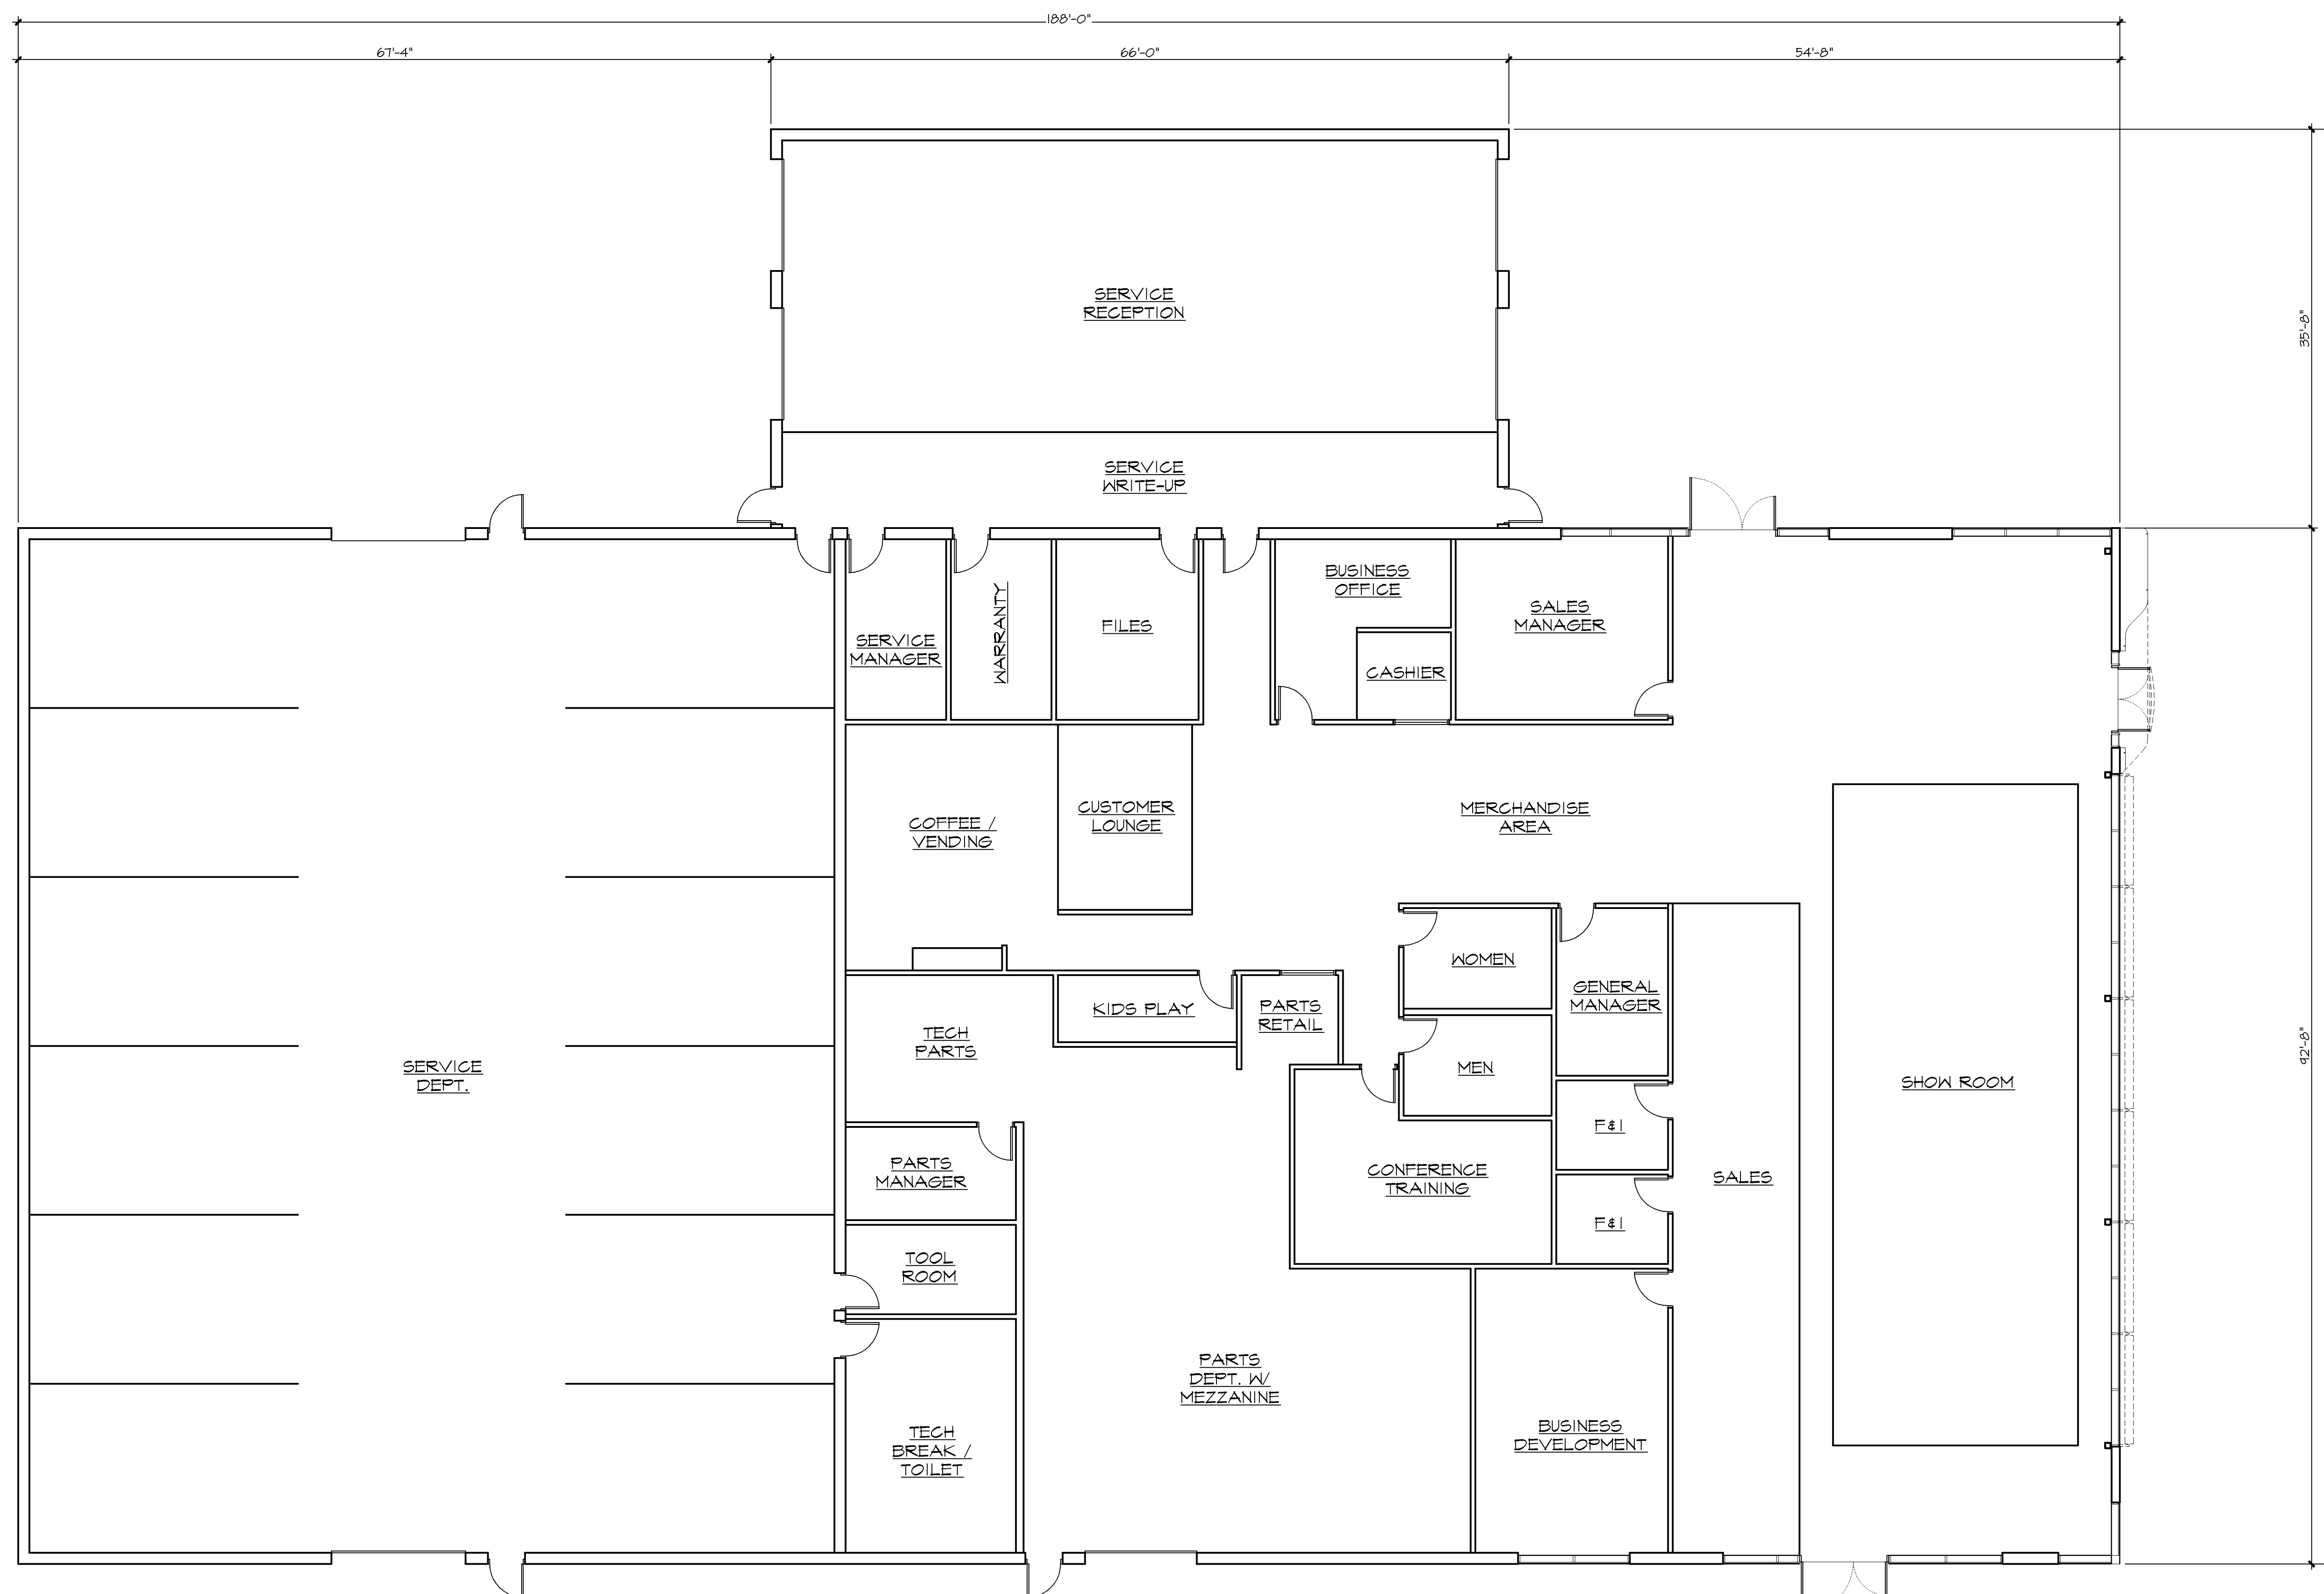 188'-0"
67'-4"
66'-0"
54'-8"
SERVICE
RECEPTION
35'-8"
SERVICE
WRITE-UP
BUSINESS
OFFICE
SALES
MANAGER
FILES
WARRANTY
SERVICE
MANAGER
CASHIER
CUSTOMER
LOUNGE
MERCHANDISE
AREA
COFFEE /
VENDING
WOMEN
GENERAL
MANAGER
KIDS PLAY
PARTS
RETAIL
TECH
PARTS
92'-8"
SERVICE
DEPT.
MEN
SHOW ROOM
F&I
PARTS
MANAGER
CONFERENCE
TRAINING
SALES
F&I
TOOL
ROOM
PARTS
DEPT. W/
MEZZANINE
TECH
BREAK /
TOILET
BUSINESS
DEVELOPMENT